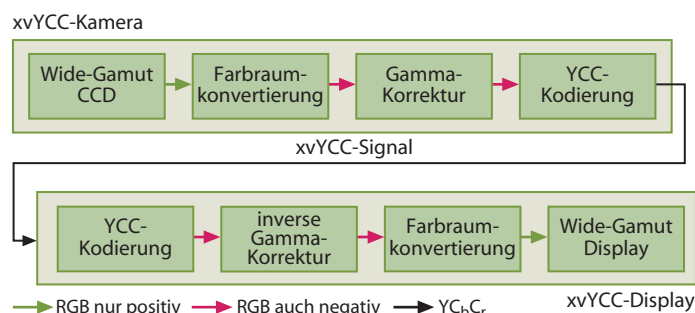 xvYCC-Kamera
Wide-Gamut
CCD
Farbraum-
konvertierung
Gamma-
Korrektur
YCC-
Kodierung
xvYCC-Signal
YCC-
Kodierung
inverse
Gamma-
Korrektur
Farbraum-
konvertierung
Wide-Gamut
Display
RGB nur positiv
RGB auch negativ
YCbCr
xvYCC-Display